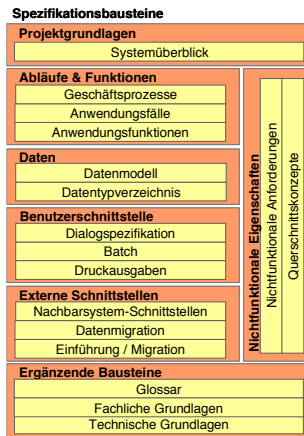 Spezifikationsbausteine
Projektgrundlagen
Systemüberblick
Abläufe & Funktionen
Geschäftsprozesse
Anwendungsfälle
Anwendungsfunktionen
Daten
Datenmodell
Datentypverzeichnis
Benutzerschnittstelle
Dialogspezifikation
Batch
Druckausgaben
Externe Schnittstellen
Nachbarsystem-Schnittstellen
Datenmigration
Einführung / Migration
Nichtfunktionale Eigenschaften
Nichtfunktionale Anforderungen
Querschnittskonzepte
Ergänzende Bausteine
Glossar
Fachliche Grundlagen
Technische Grundlagen